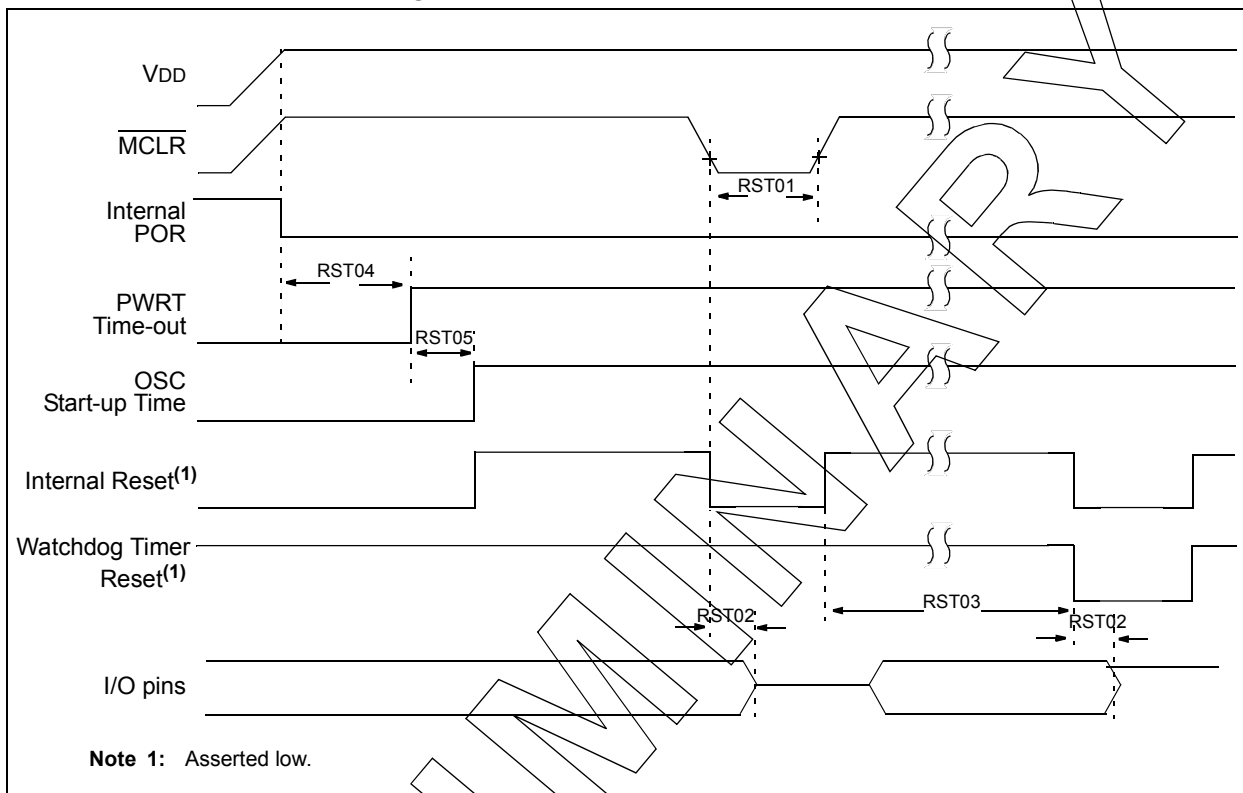 VDD
MCLR
RST01
Internal
POR
RST04
PWRT
Time-out
RST05
OSC
Start-up Time
Internal Reset(1)
Watchdog Timer
Reset(1)
RST03
RST02
RST02
I/O pins
Note 1: Asserted low.
IMINARY